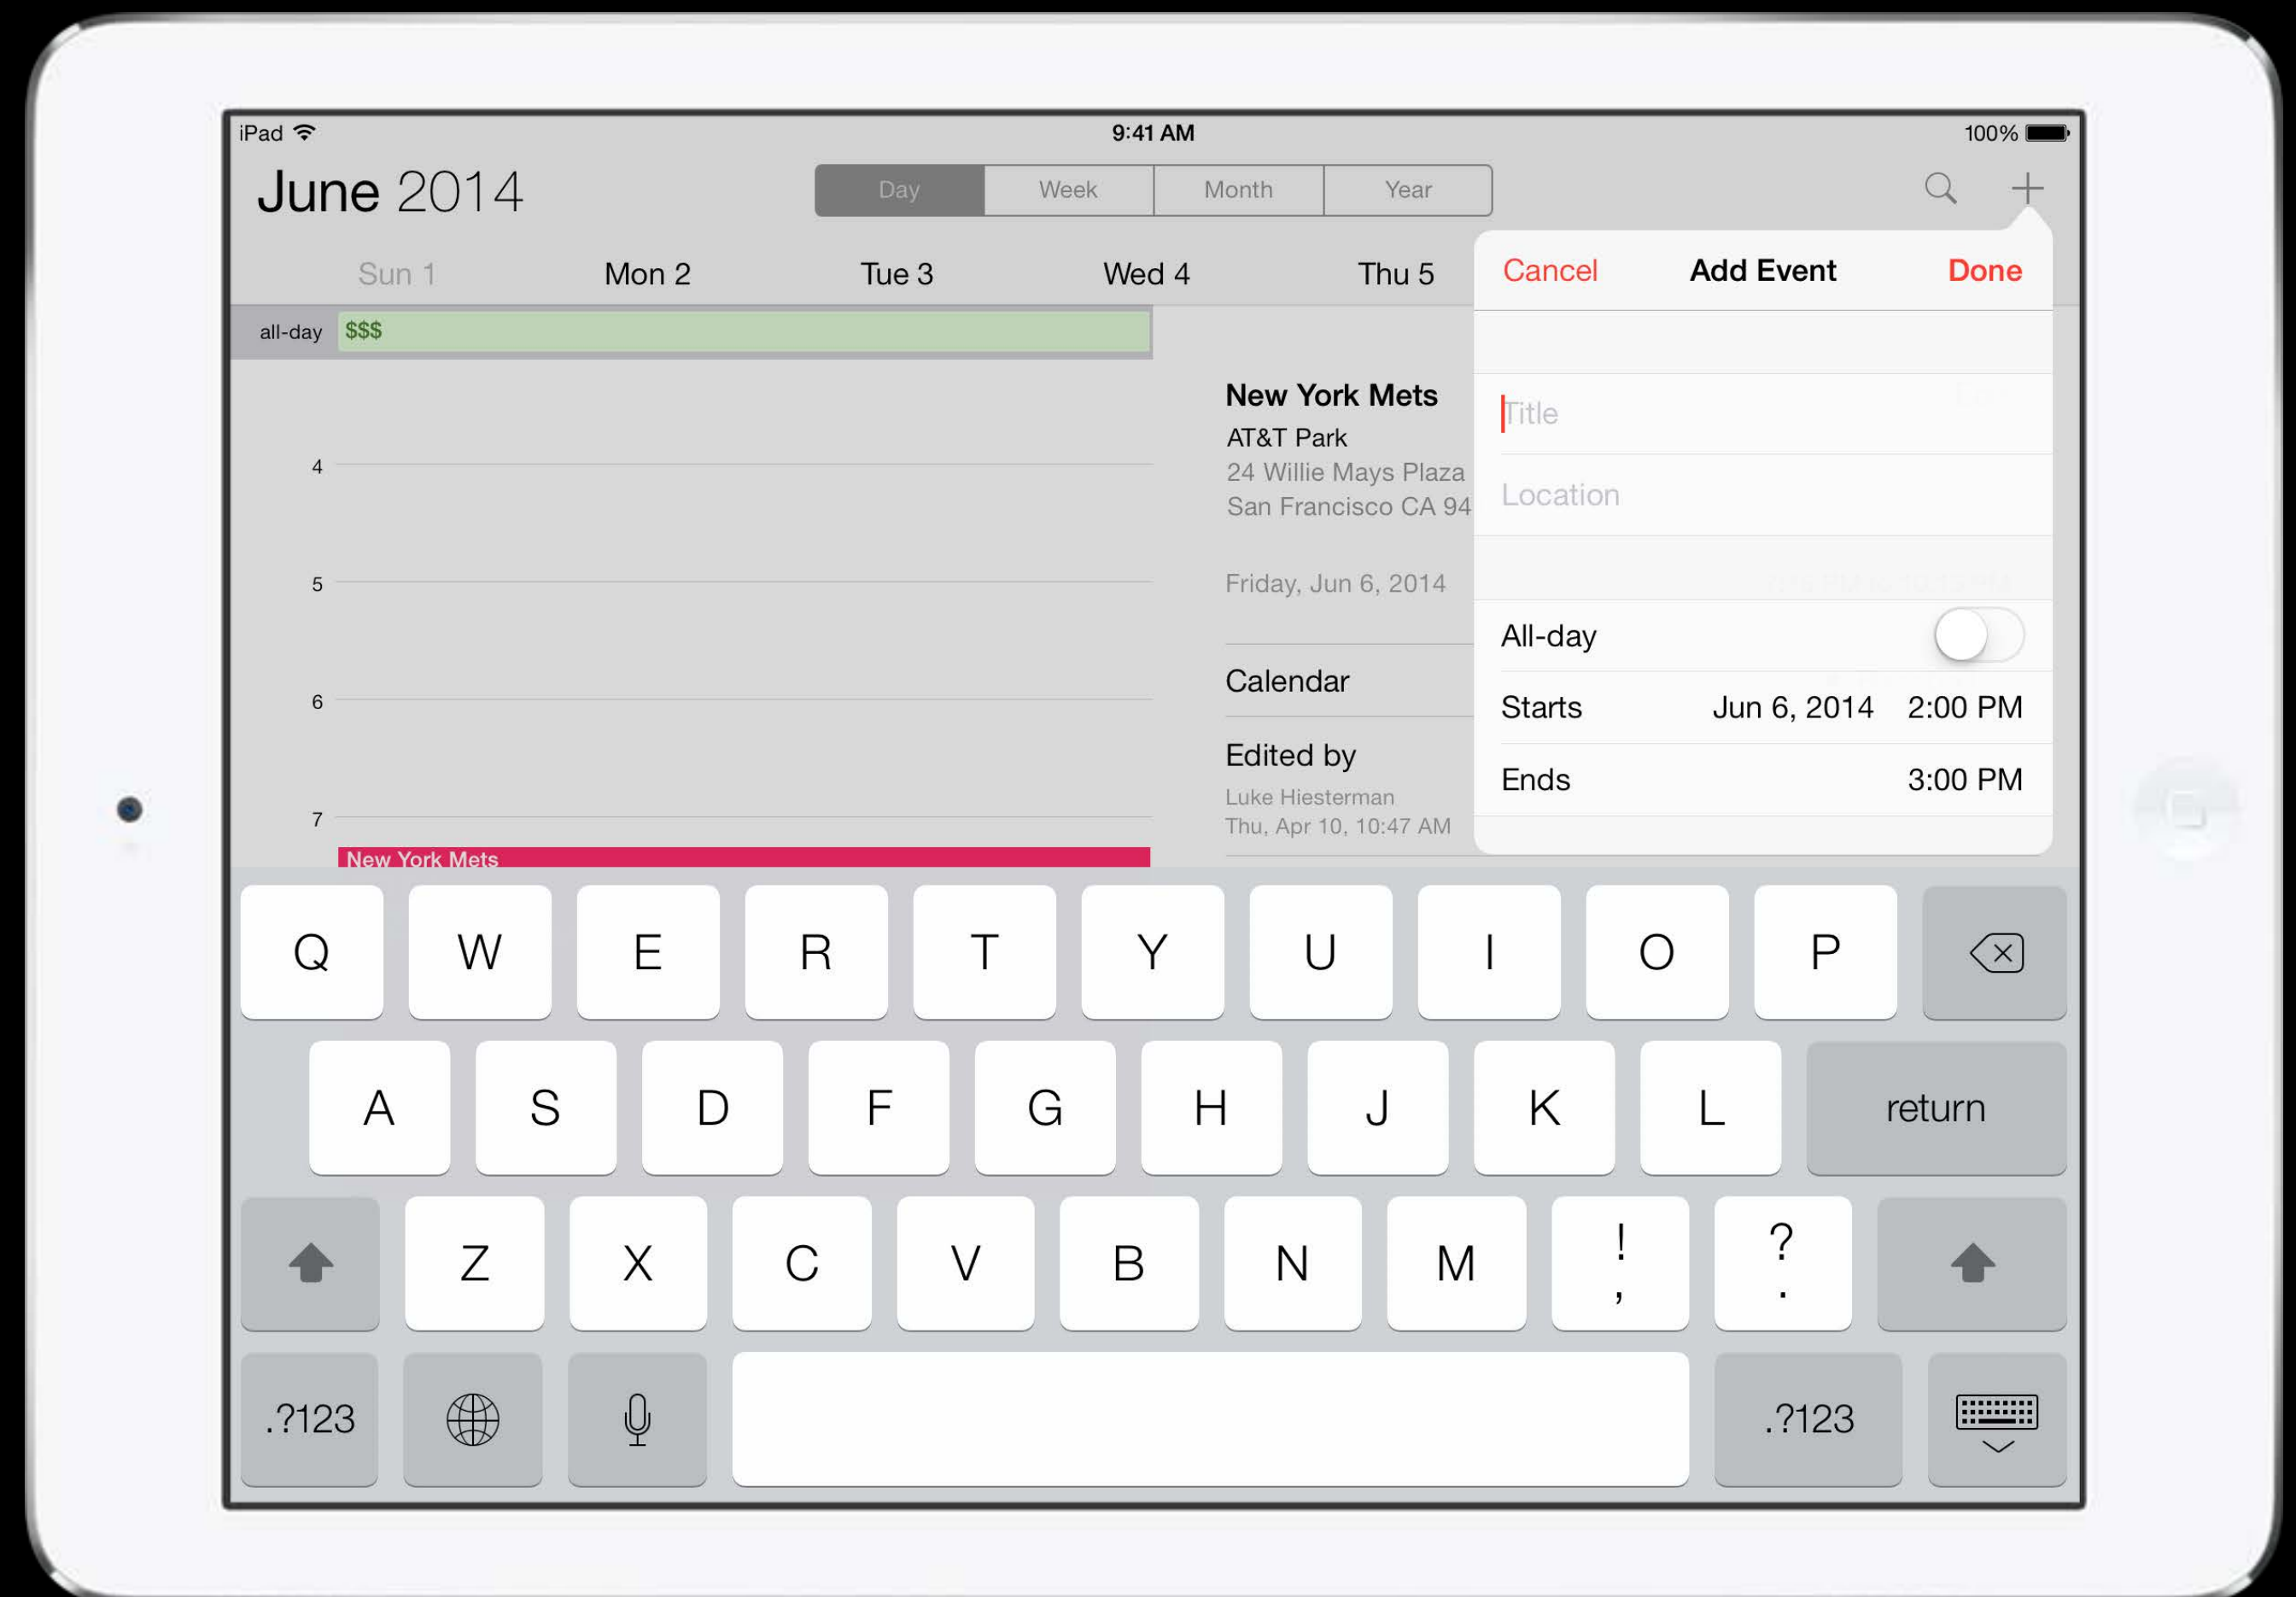 iPad
9:41 AM
100%
June 2014
Day
Week
Month
Year
Sun 1
Mon 2
Tue 3
Wed 4
Thu 5
all-day
$$$
4
5
6
7
New York Mets
New York Mets
AT&T Park
24 Willie Mays Plaza
San Francisco CA 94
Friday, Jun 6, 2014
Calendar
Edited by
Luke Hiesterman
Thu, Apr 10, 10:47 AM
Cancel
Add Event
Done
Title
Location
All-day
Starts Jun 6, 2014 2:00 PM
Ends 3:00 PM
Q W E R T Y U I O P
A S D F G H J K L return
Z X C V B N M ! , ? .
.?123
.?123